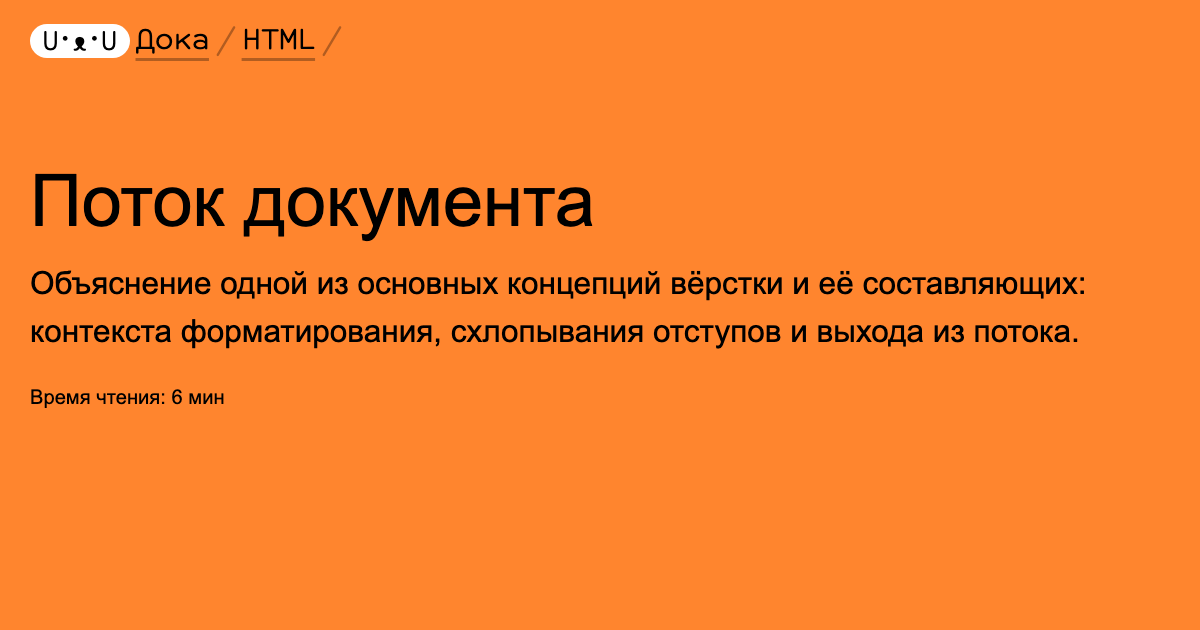 U•ᴥ•U Дока / HTML /
Поток документа
Объяснение одной из основных концепций вёрстки и её составляющих:
контекста форматирования, схлопывания отступов и выхода из потока.
Время чтения: 6 мин